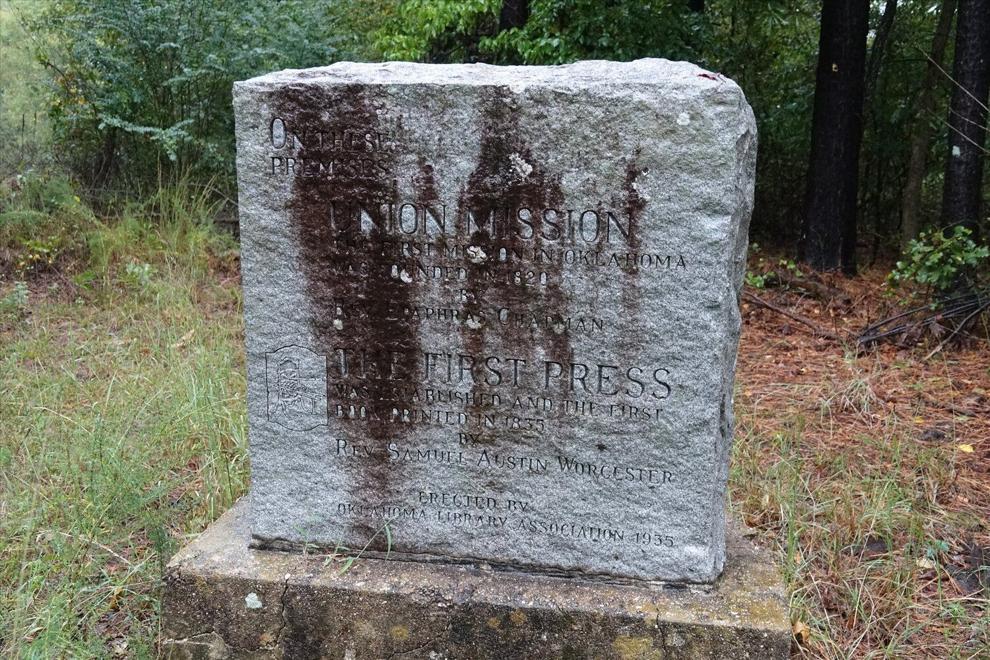 ON THESE
PREMISES
UNION MISSION
THE FIRST MISSION IN OKLAHOMA
WAS FOUNDED IN 1820
BY
REV. EPAPHRAS CHAPMAN
THE FIRST PRESS
WAS ESTABLISHED AND THE FIRST
BOOK PRINTED IN 1835
BY
REV. SAMUEL AUSTIN WORCESTER
ERECTED BY
OKLAHOMA LIBRARY ASSOCIATION 1935